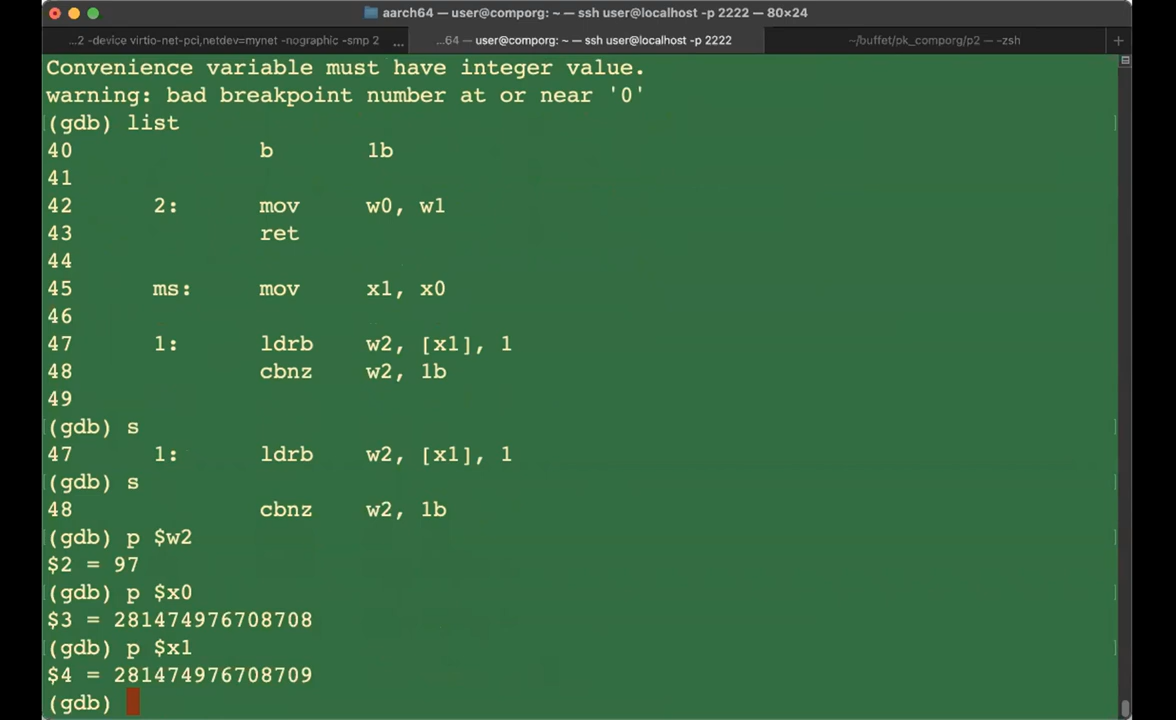 aarch64 — user@comporg: ~ — ssh user@localhost -p 2222 — 80×24
...2 -device virtio-net-pci,netdev=mynet -nographic -smp 2 ... ...64 — user@comporg: ~ — ssh user@localhost -p 2222 ~/buffet/pk_comporg/p2 — -zsh +
Convenience variable must have integer value.
warning: bad breakpoint number at or near '0'
(gdb) list
40 b 1b
41
42 2: mov w0, w1
43 ret
44
45 ms: mov x1, x0
46
47 1: ldrb w2, [x1], 1
48 cbnz w2, 1b
49
(gdb) s
47 1: ldrb w2, [x1], 1
(gdb) s
48 cbnz w2, 1b
(gdb) p $w2
$2 = 97
(gdb) p $x0
$3 = 281474976708708
(gdb) p $x1
$4 = 281474976708709
(gdb)